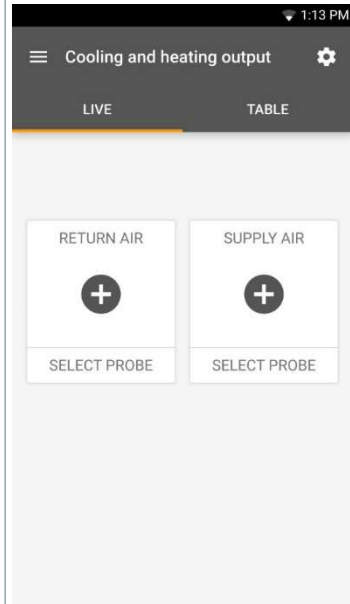 1:13 PM
Cooling and heating output
LIVE TABLE
RETURN AIR SUPPLY AIR
SELECT PROBE SELECT PROBE